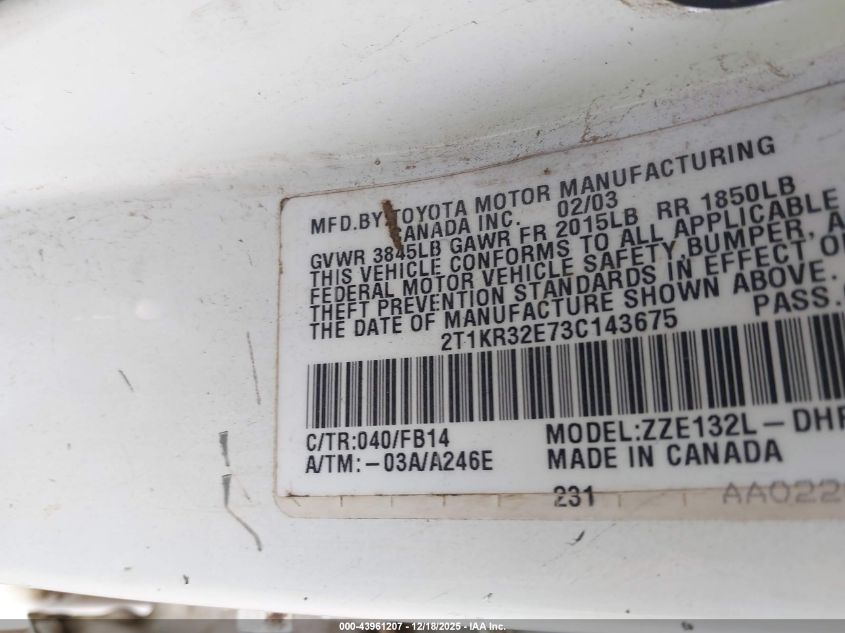 MFD.BY TOYOTA MOTOR MANUFACTURING
CANADA INC. 02/03
GVWR 3845LB GAWR FR 2015LB RR 1850LB
THIS VEHICLE CONFORMS TO ALL APPLICABLE
FEDERAL MOTOR VEHICLE SAFETY,BUMPER, A
THEFT PREVENTION STANDARDS IN EFFECT O
THE DATE OF MANUFACTURE SHOWN ABOVE.
2T1KR32E73C143675 PASS.
C/TR:040/FB14 MODEL:ZZE132L-DH
A/TM:-03A/A246E MADE IN CANADA
231 AA022
000-43961207 - 12/18/2025 - IAA Inc.